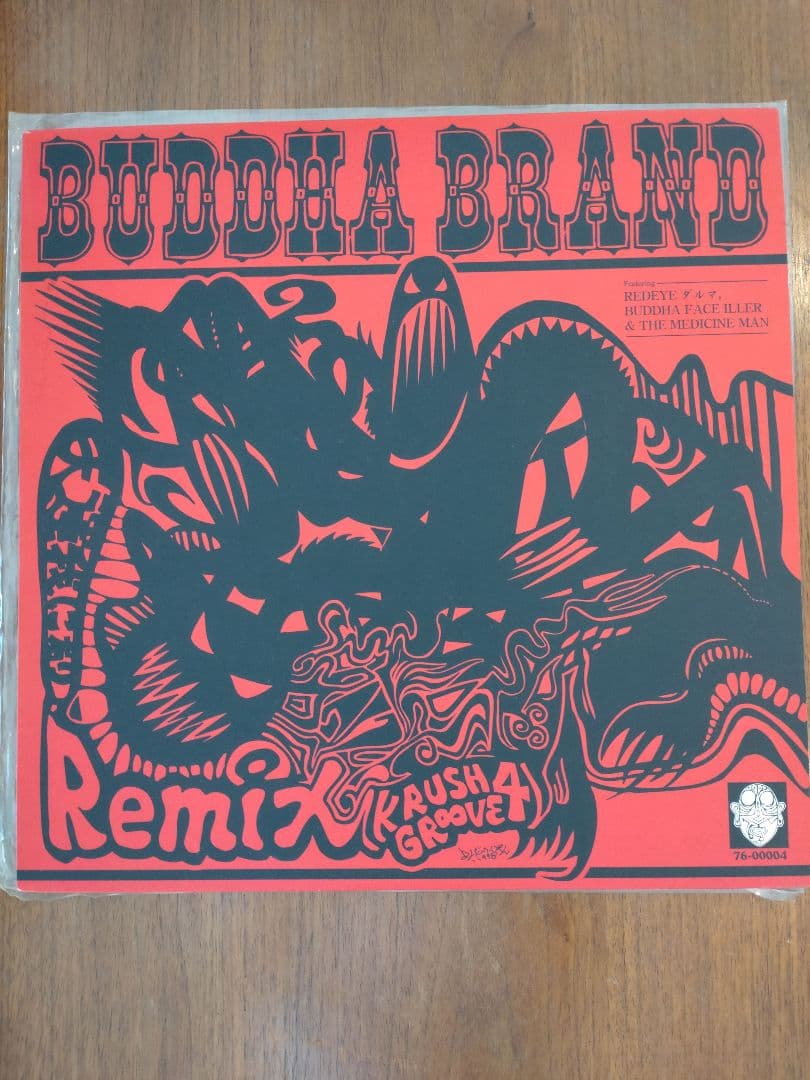 BUDDHA BRAND
Featuring
REDEYE ダルマ,
BUDDHA FACE ILLER
& THE MEDICINE MAN
Remix
(KRUSH
GROOVE 4)
76-00004